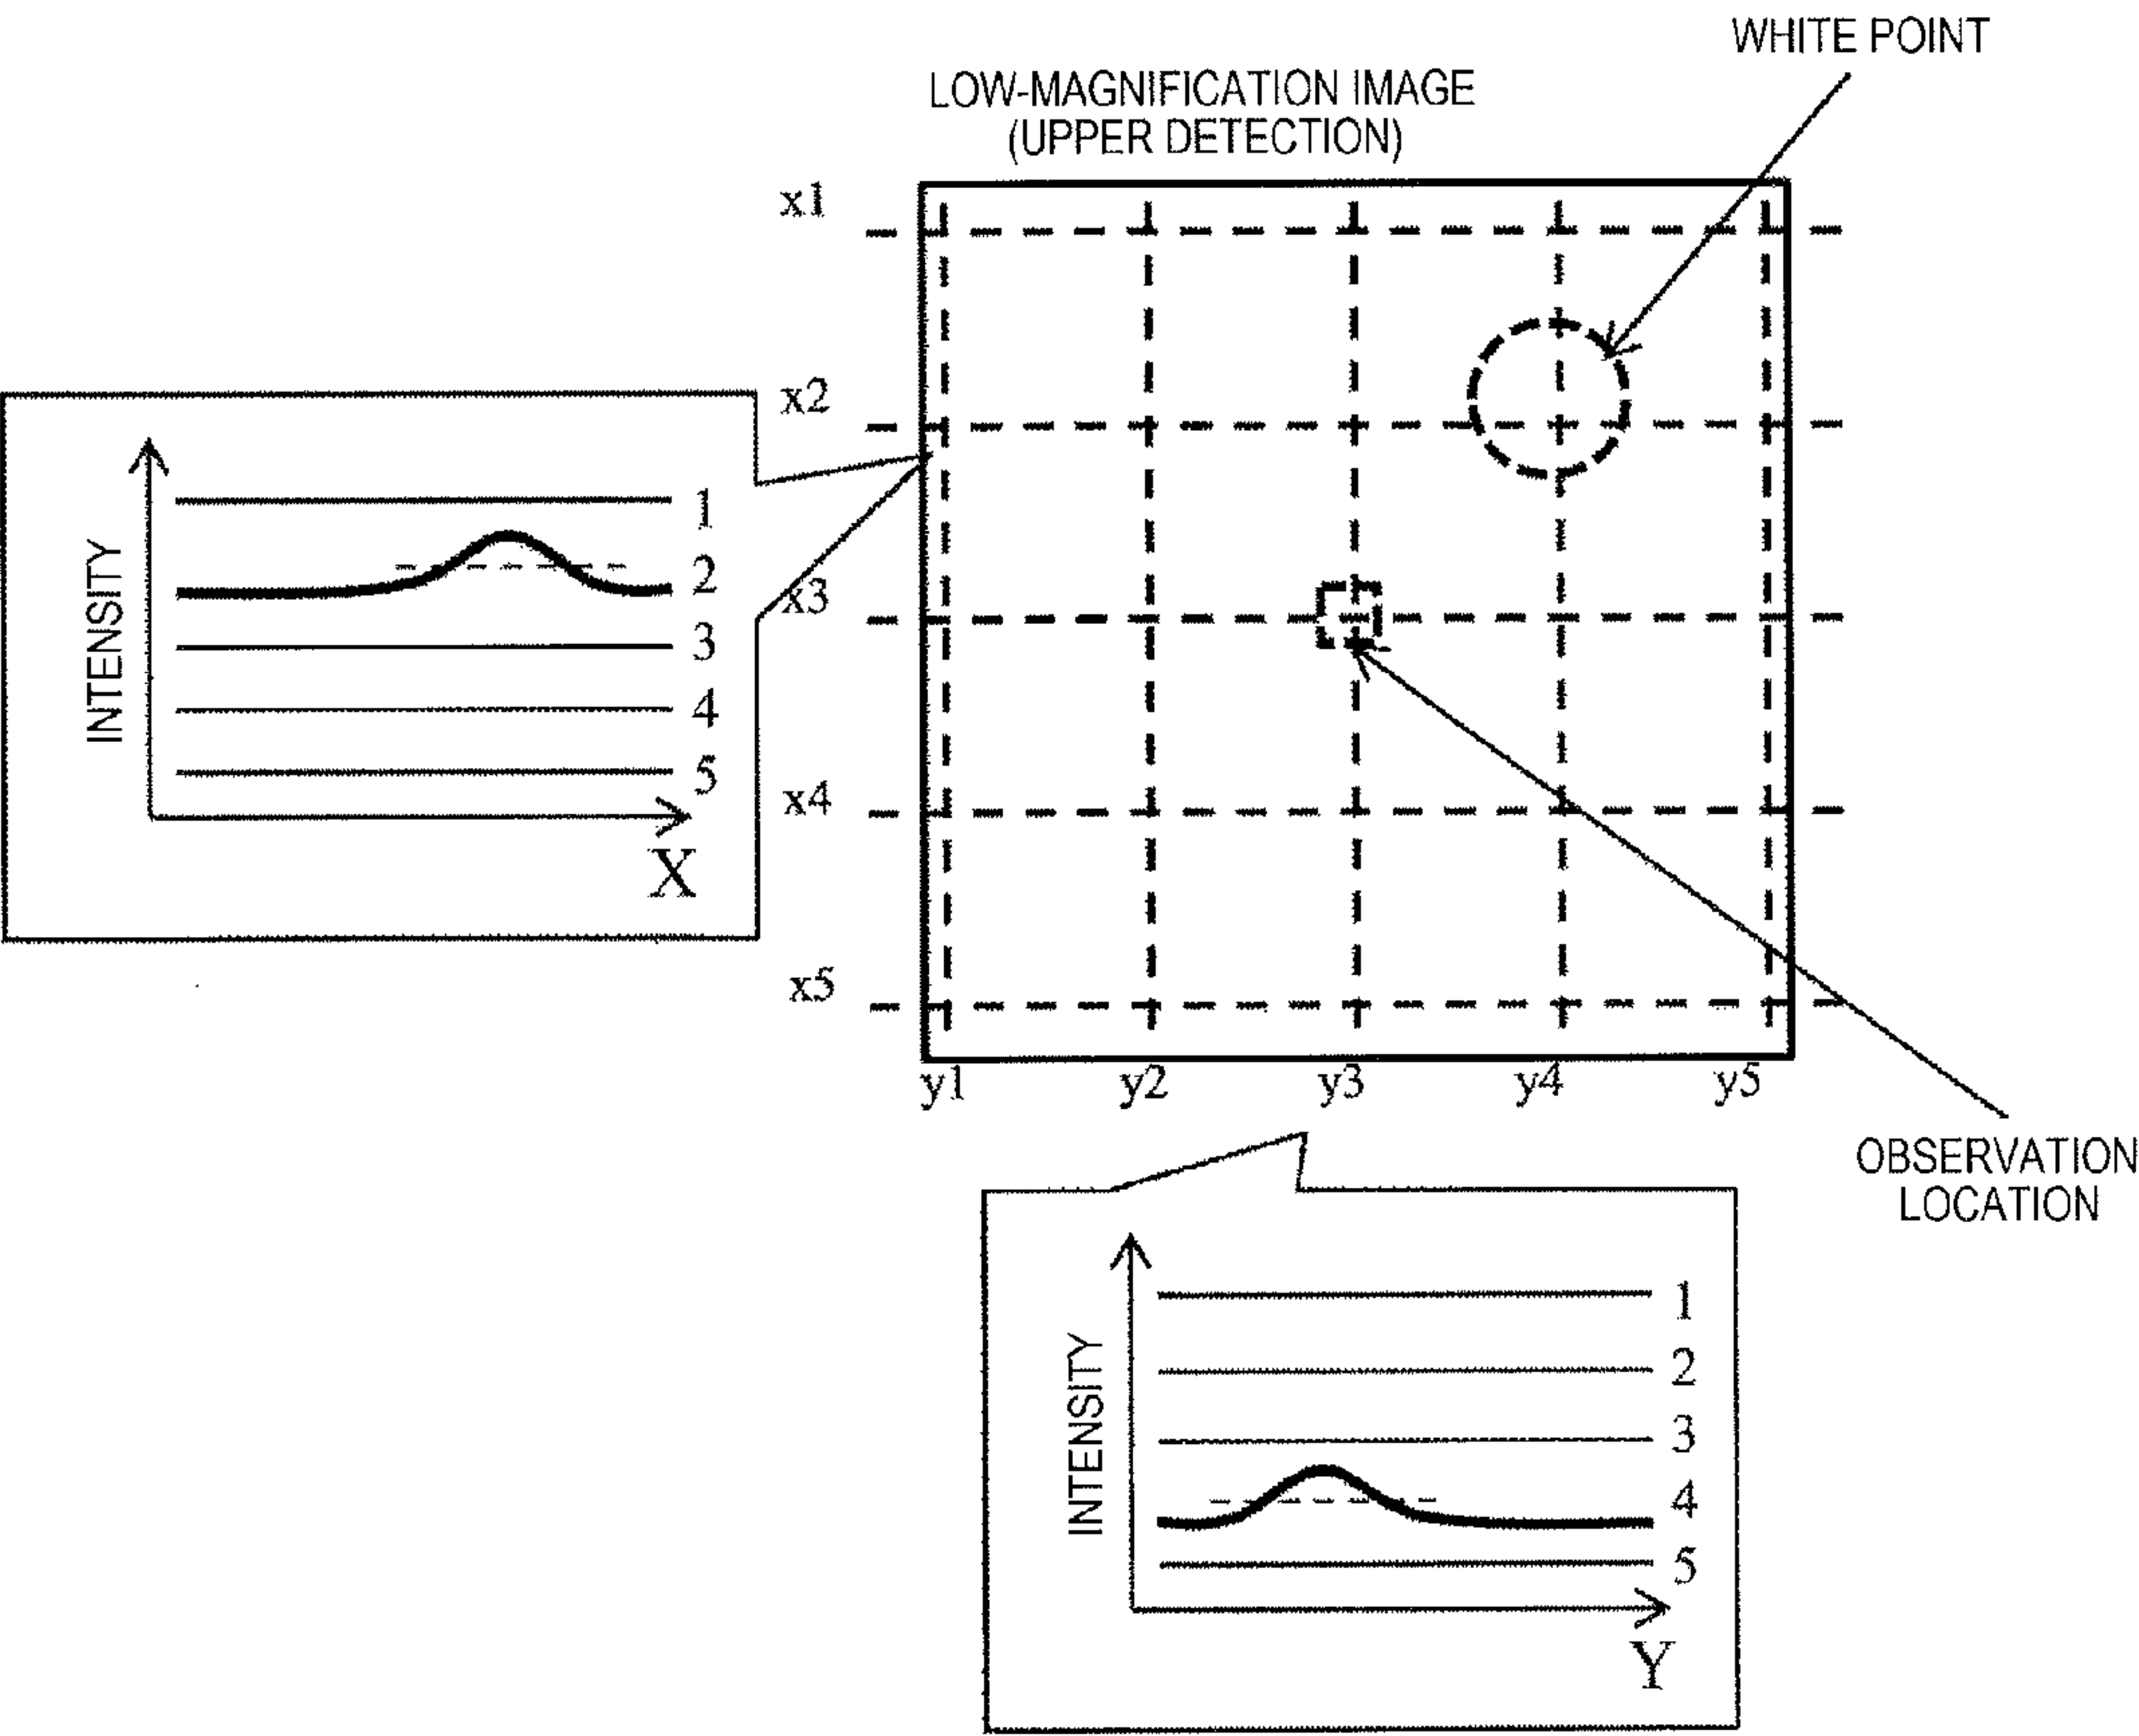 WHITE POINT
LOW-MAGNIFICATION IMAGE
(UPPER DETECTION)
x1
x2
x3
x4
x5
y1 y2 y3 y4 y5
INTENSITY
1
2
3
4
5
X
OBSERVATION
LOCATION
INTENSITY
1
2
3
4
5
Y